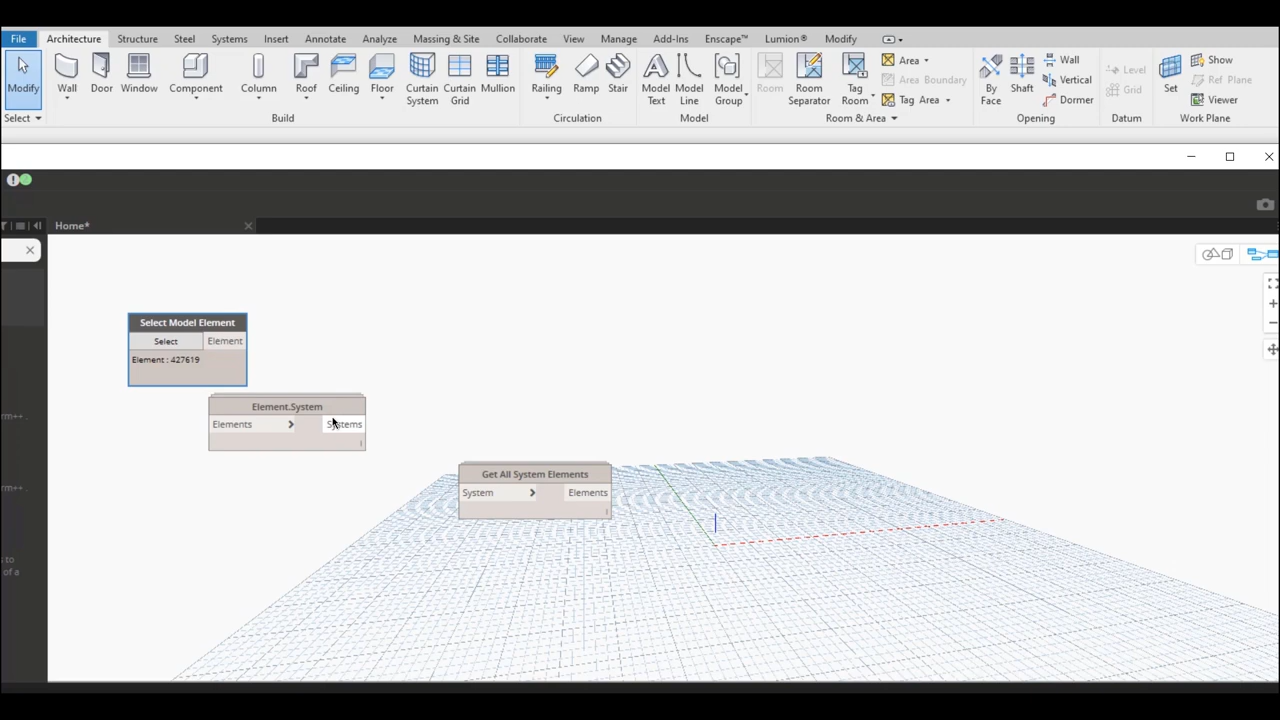 File Architecture Structure Steel Systems Insert Annotate Analyze Massing & Site Collaborate View Manage Add-Ins Enscape™ Lumion® Modify
Modify
Wall
Door
Window
Component
Column
Roof
Ceiling
Floor
Curtain
System
Curtain
Grid
Mullion
Railing
Ramp
Stair
Model
Text
Model
Line
Model
Group
Room
Room
Separator
Tag
Room
Area
Area Boundary
Tag Area
By
Face
Shaft
Wall
Vertical
Dormer
Level
Grid
Set
Show
Ref Plane
Viewer
Select
Build
Circulation
Model
Room & Area
Opening
Datum
Work Plane
Home*
Select Model Element
Select Element
Element : 427619
Element.System
Elements > Systems
Get All System Elements
System > Elements
rm++ .
rm++ .
s to
of a